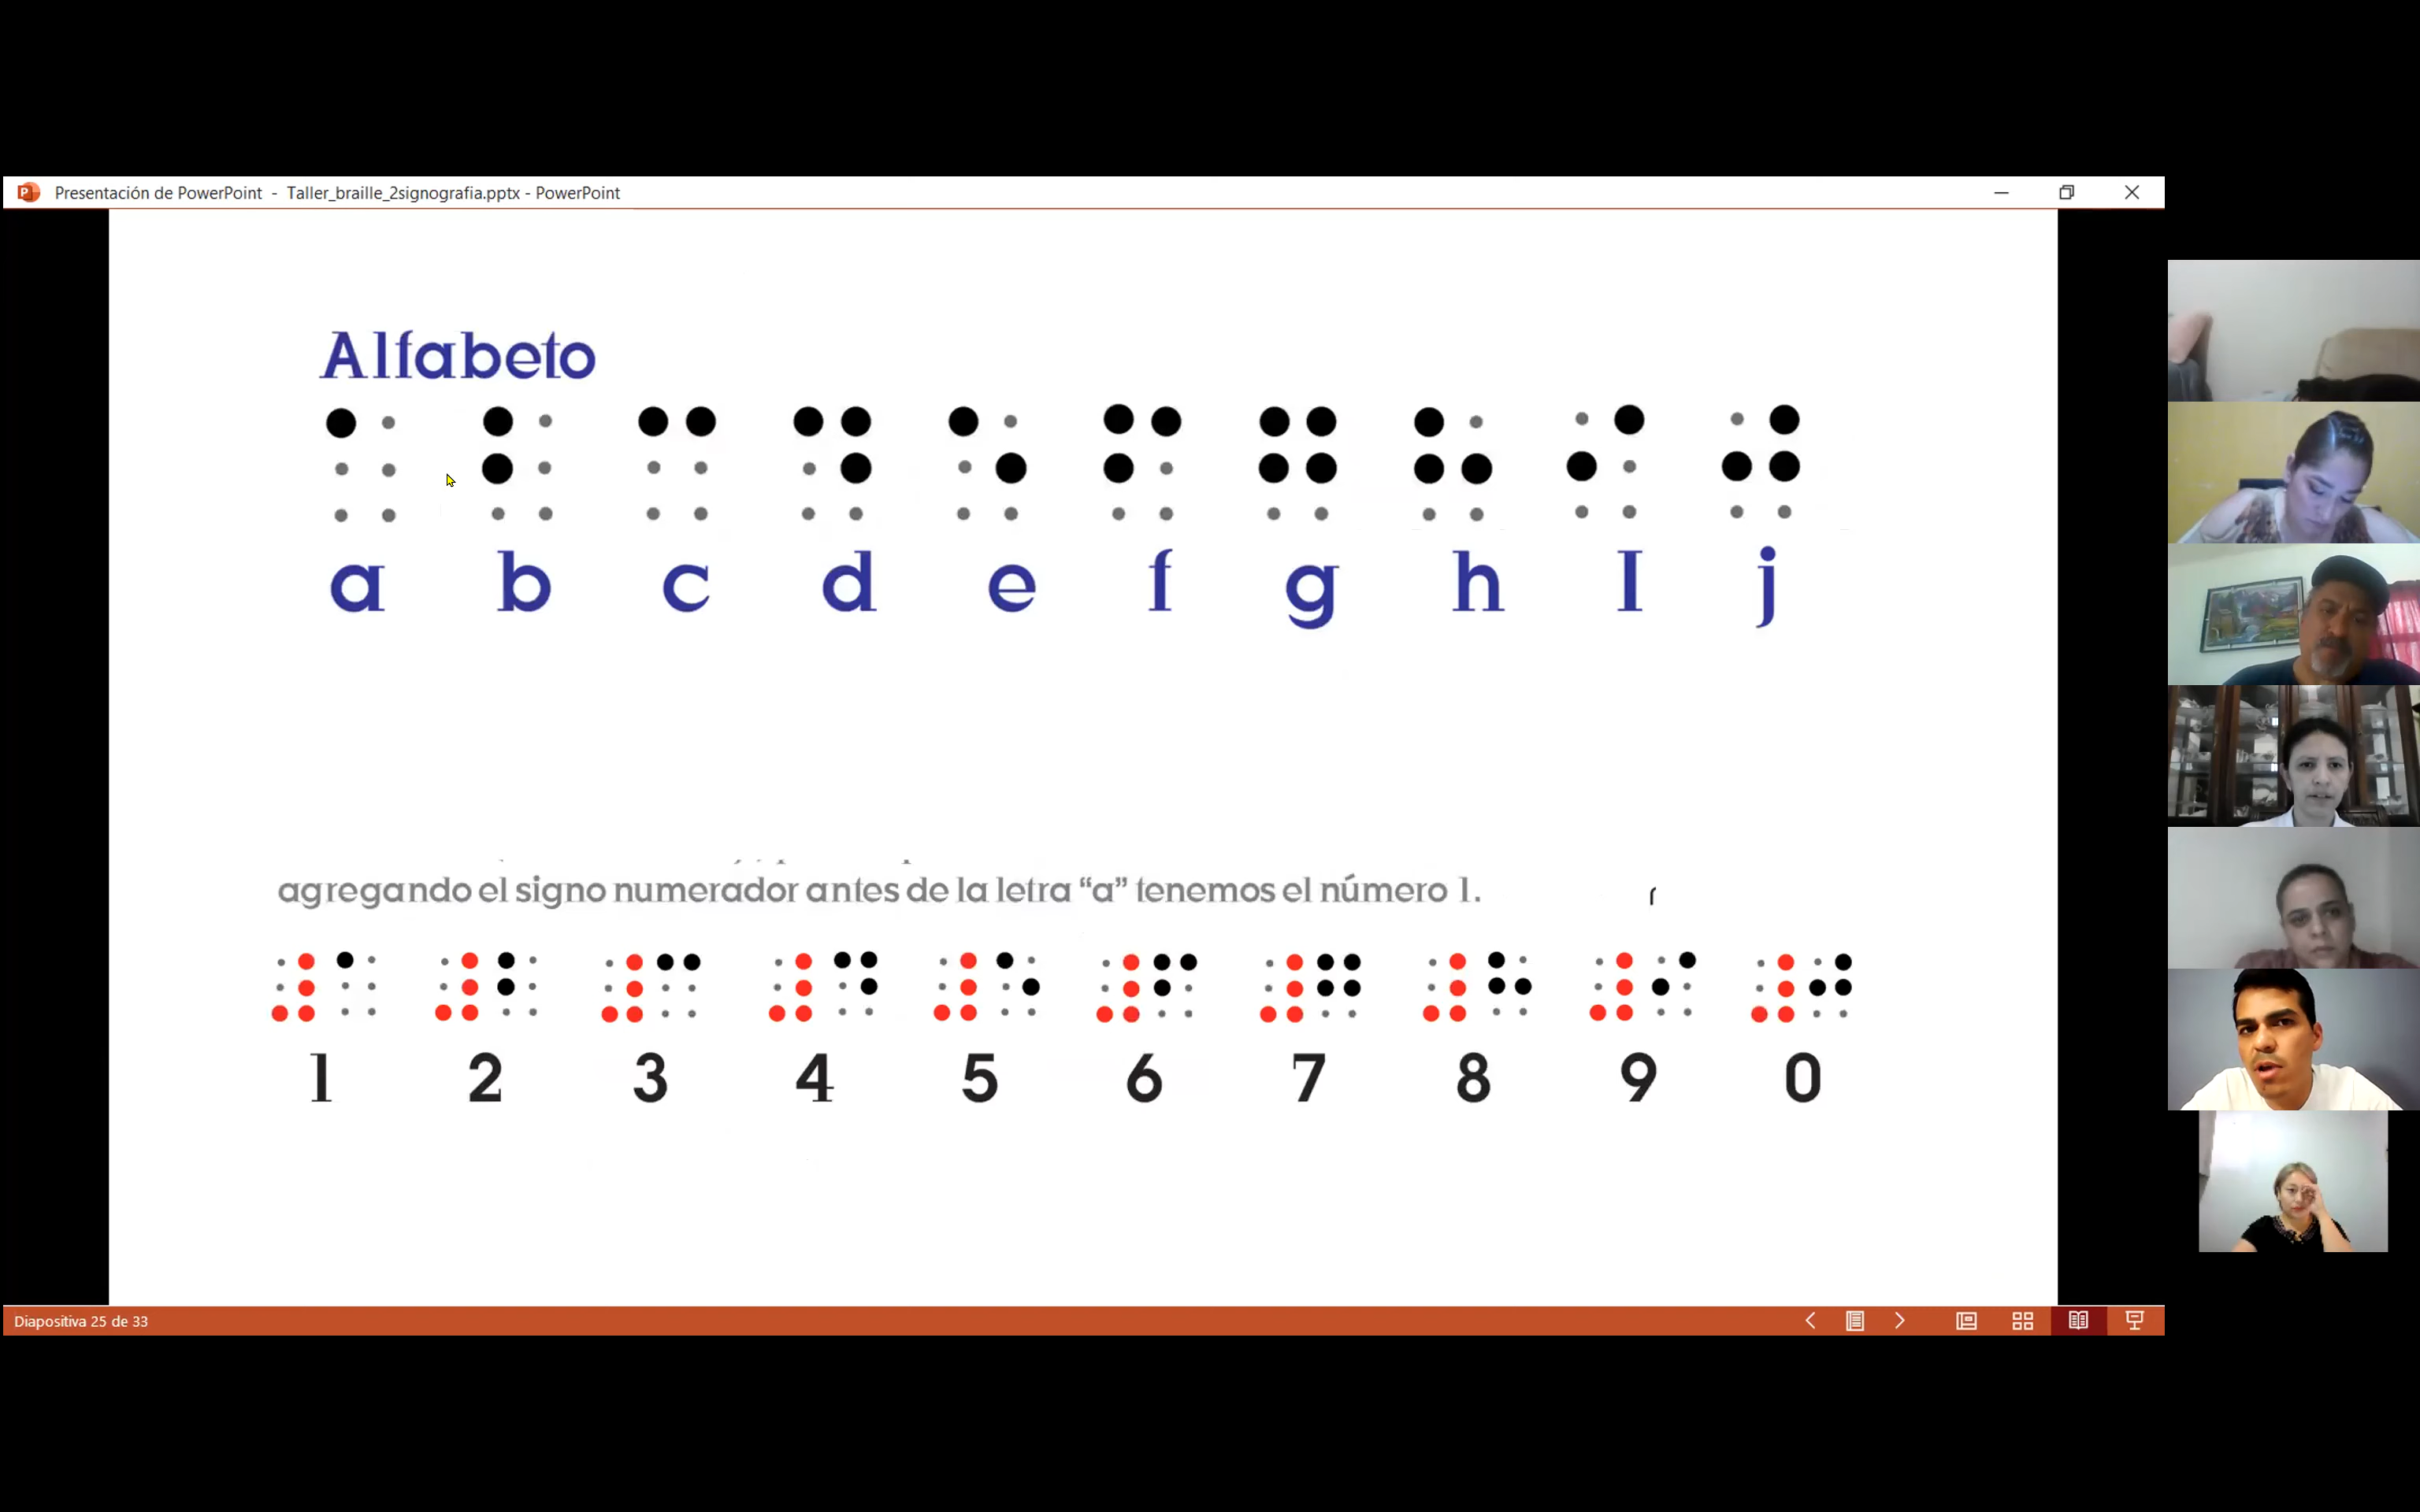 Presentación de PowerPoint - Taller_braille_2signografia.pptx - PowerPoint
Alfabeto
a b c d e f g h I j
agregando el signo numerador antes de la letra “a” tenemos el número 1.
1 2 3 4 5 6 7 8 9 0
Diapositiva 25 de 33